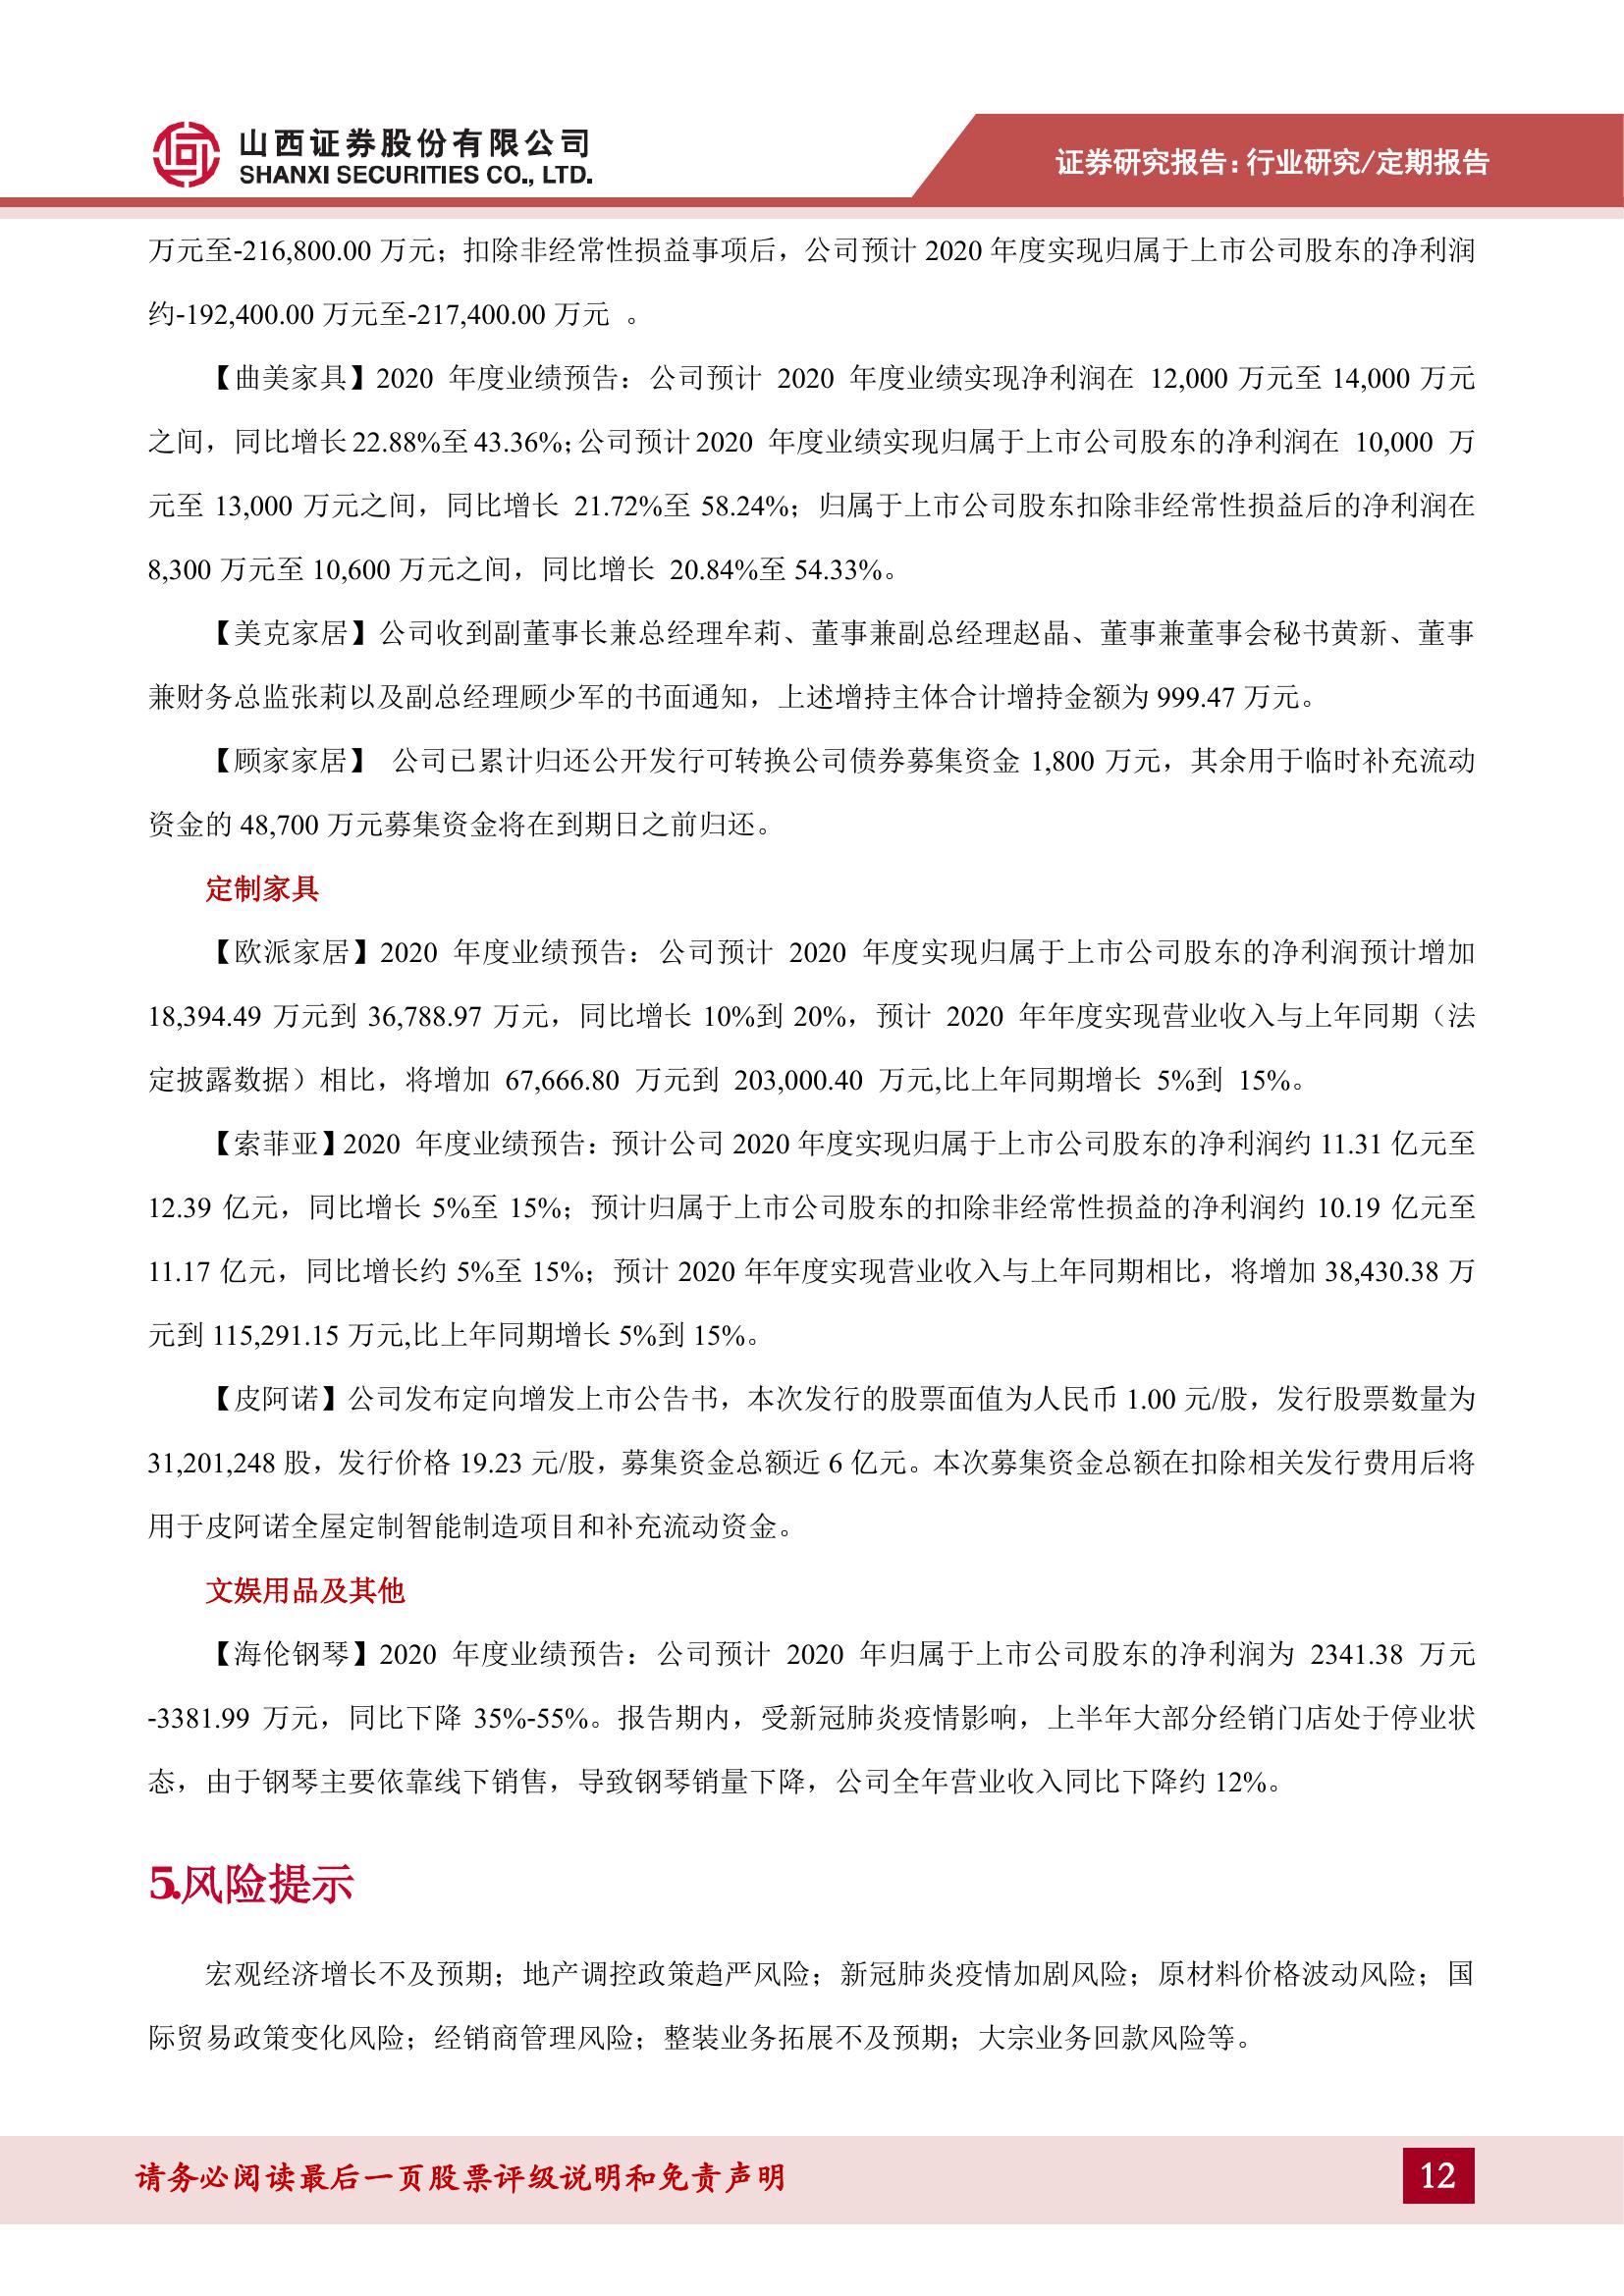 山西证券股份有限公司
SHANXI SECURITIES CO., LTD.
证券研究报告：行业研究/定期报告
万元至-216,800.00 万元；扣除非经常性损益事项后，公司预计 2020 年度实现归属于上市公司股东的净利润
约-192,400.00 万元至-217,400.00 万元 。
【曲美家具】2020 年度业绩预告：公司预计 2020 年度业绩实现净利润在 12,000 万元至 14,000 万元
之间，同比增长 22.88%至 43.36%；公司预计 2020 年度业绩实现归属于上市公司股东的净利润在 10,000 万
元至 13,000 万元之间，同比增长 21.72%至 58.24%；归属于上市公司股东扣除非经常性损益后的净利润在
8,300 万元至 10,600 万元之间，同比增长 20.84%至 54.33%。
【美克家居】公司收到副董事长兼总经理牟莉、董事兼副总经理赵晶、董事兼董事会秘书黄新、董事
兼财务总监张莉以及副总经理顾少军的书面通知，上述增持主体合计增持金额为 999.47 万元。
【顾家家居】 公司已累计归还公开发行可转换公司债券募集资金 1,800 万元，其余用于临时补充流动
资金的 48,700 万元募集资金将在到期日之前归还。
定制家具
【欧派家居】2020 年度业绩预告：公司预计 2020 年度实现归属于上市公司股东的净利润预计增加
18,394.49 万元到 36,788.97 万元，同比增长 10%到 20%，预计 2020 年年度实现营业收入与上年同期（法
定披露数据）相比，将增加 67,666.80 万元到 203,000.40 万元,比上年同期增长 5%到 15%。
【索菲亚】2020 年度业绩预告：预计公司 2020 年度实现归属于上市公司股东的净利润约 11.31 亿元至
12.39 亿元，同比增长 5%至 15%；预计归属于上市公司股东的扣除非经常性损益的净利润约 10.19 亿元至
11.17 亿元，同比增长约 5%至 15%；预计 2020 年年度实现营业收入与上年同期相比，将增加 38,430.38 万
元到 115,291.15 万元,比上年同期增长 5%到 15%。
【皮阿诺】公司发布定向增发上市公告书，本次发行的股票面值为人民币 1.00 元/股，发行股票数量为
31,201,248 股，发行价格 19.23 元/股，募集资金总额近 6 亿元。本次募集资金总额在扣除相关发行费用后将
用于皮阿诺全屋定制智能制造项目和补充流动资金。
文娱用品及其他
【海伦钢琴】2020 年度业绩预告：公司预计 2020 年归属于上市公司股东的净利润为 2341.38 万元
-3381.99 万元，同比下降 35%-55%。报告期内，受新冠肺炎疫情影响，上半年大部分经销门店处于停业状
态，由于钢琴主要依靠线下销售，导致钢琴销量下降，公司全年营业收入同比下降约 12%。
5.风险提示
宏观经济增长不及预期；地产调控政策趋严风险；新冠肺炎疫情加剧风险；原材料价格波动风险；国
际贸易政策变化风险；经销商管理风险；整装业务拓展不及预期；大宗业务回款风险等。
请务必阅读最后一页股票评级说明和免责声明
12